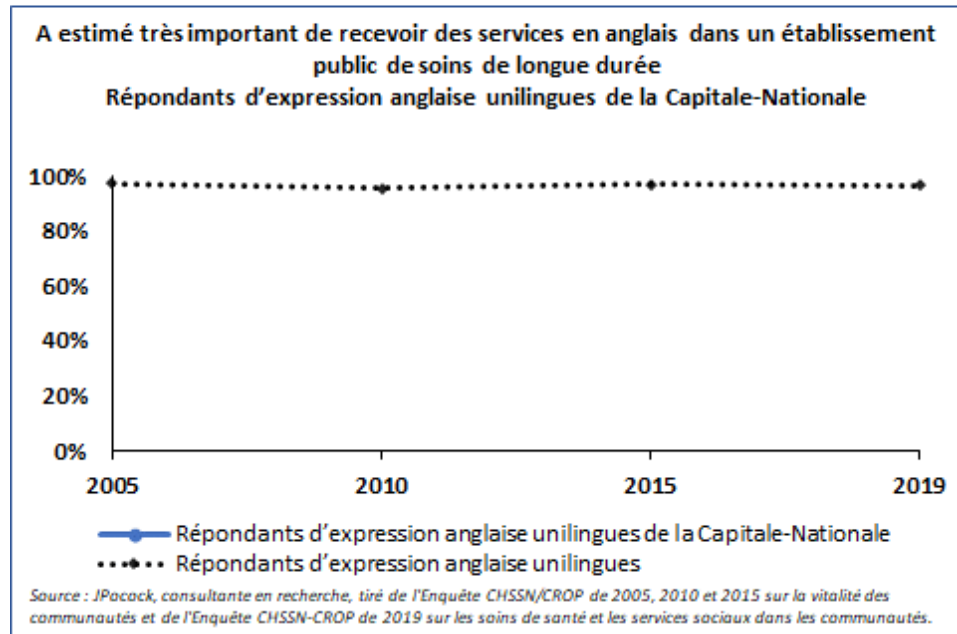 A estimé très important de recevoir des services en anglais dans un établissement
public de soins de longue durée
Répondants d'expression anglaise unilingues de la Capitale-Nationale
100%
80%
60%
40%
20%
0%
2005 2010 2015 2019
Répondants d'expression anglaise unilingues de la Capitale-Nationale
Répondants d'expression anglaise unilingues
Source : JPocock, consultante en recherche, tiré de l'Enquête CHSSN/CROP de 2005, 2010 et 2015 sur la vitalité des
communautés et de l'Enquête CHSSN-CROP de 2019 sur les soins de santé et les services sociaux dans les communautés.